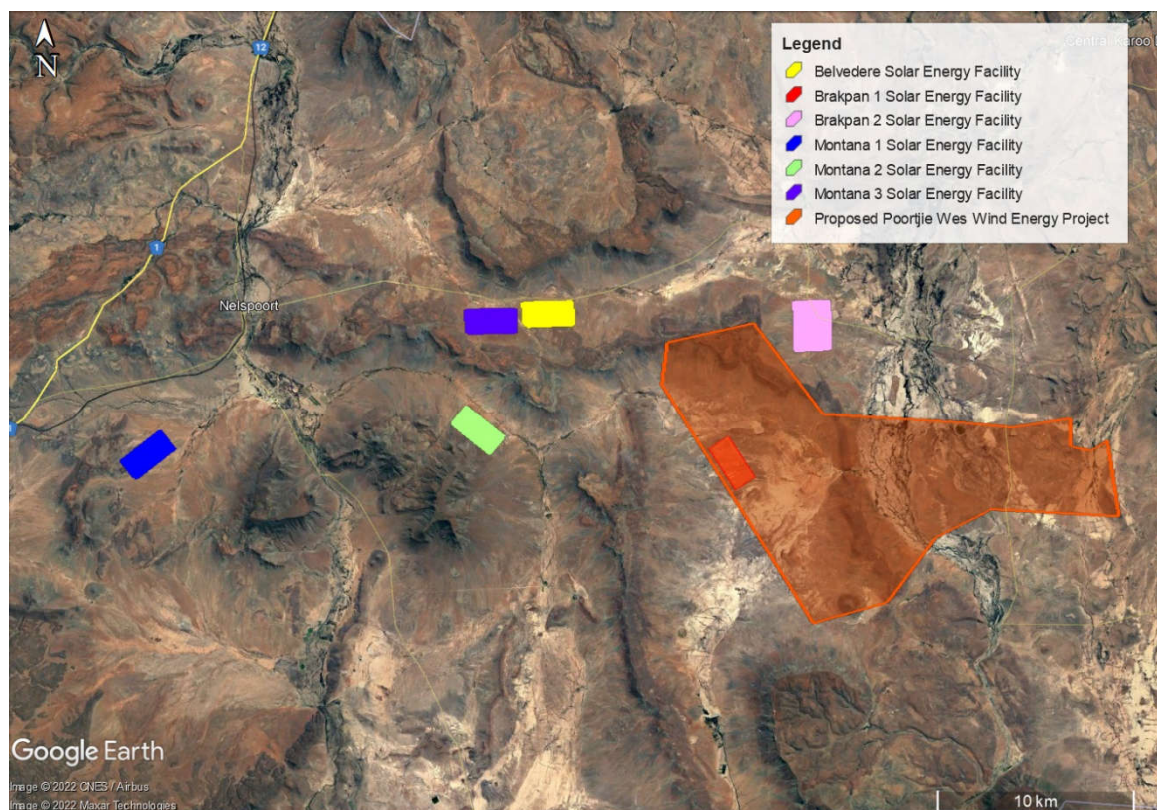 N
12
Legend
Central Karoo
Belvedere Solar Energy Facility
Brakpan 1 Solar Energy Facility
Brakpan 2 Solar Energy Facility
Montana 1 Solar Energy Facility
Montana 2 Solar Energy Facility
Montana 3 Solar Energy Facility
Proposed Poortjie Wes Wind Energy Project
1
Nelspoort
Google Earth
Image © 2022 CNES / Airbus
Image © 2022 Maxar Technologies
10 km